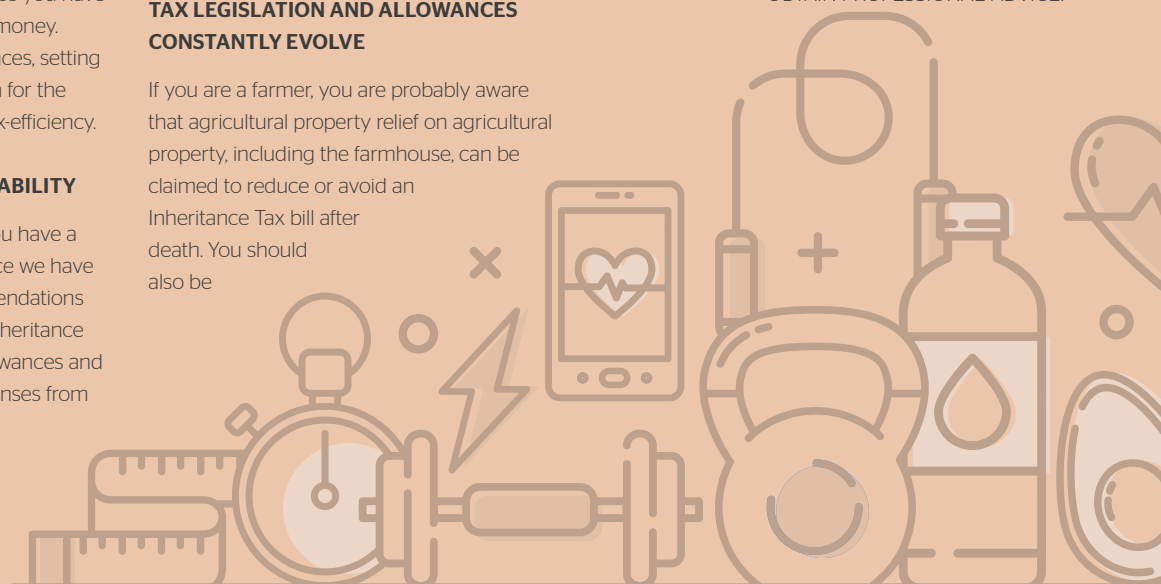 money.
nces, setting
for the
x-efficiency.
ABILITY
u have a
ce we have
endations
heritance
wances and
nses from
TAX LEGISLATION AND ALLOWANCES
CONSTANTLY EVOLVE
If you are a farmer, you are probably aware
that agricultural property relief on agricultural
property, including the farmhouse, can be
claimed to reduce or avoid an
Inheritance Tax bill after
death. You should
also be